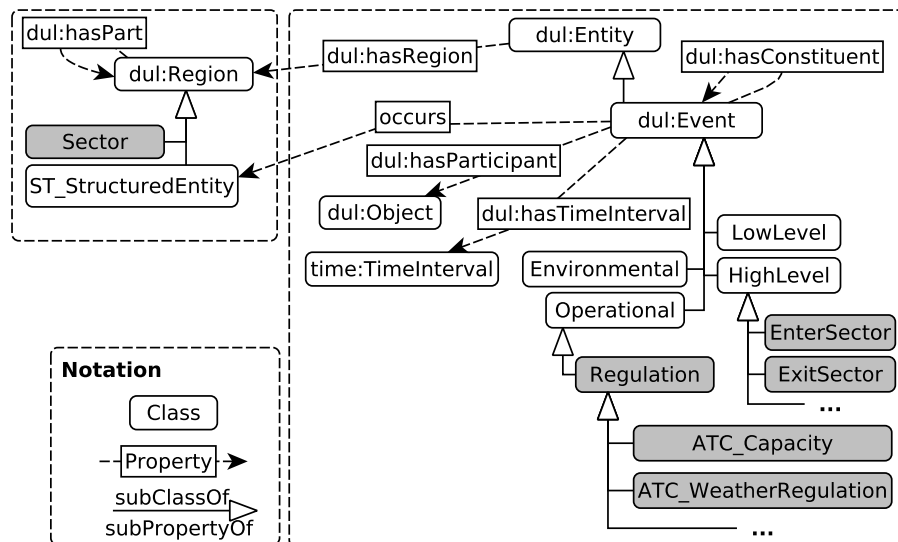 dul:hasPart
dul:Region
Sector
ST_StructuredEntity
dul:hasRegion
dul:Entity
dul:hasConstituent
occurs
dul:Event
dul:hasParticipant
dul:Object
dul:hasTimeInterval
time:TimeInterval
LowLevel
Environmental
HighLevel
Operational
EnterSector
Regulation
ExitSector
...
ATC_Capacity
ATC_WeatherRegulation
...
Notation
Class
Property
subClassOf
subPropertyOf